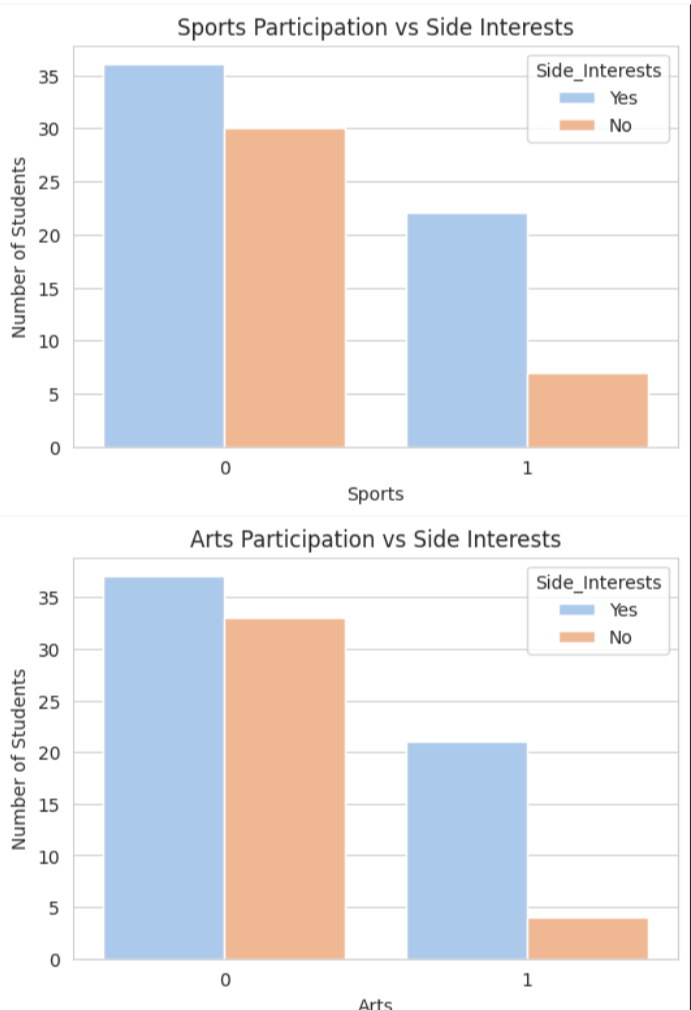 Sports Participation vs Side Interests
Side_Interests
Yes
No
Number of Students
35
30
25
20
15
10
5
0
0 1
Sports
Arts Participation vs Side Interests
Side_Interests
Yes
No
Number of Students
35
30
25
20
15
10
5
0
0 1
Arts